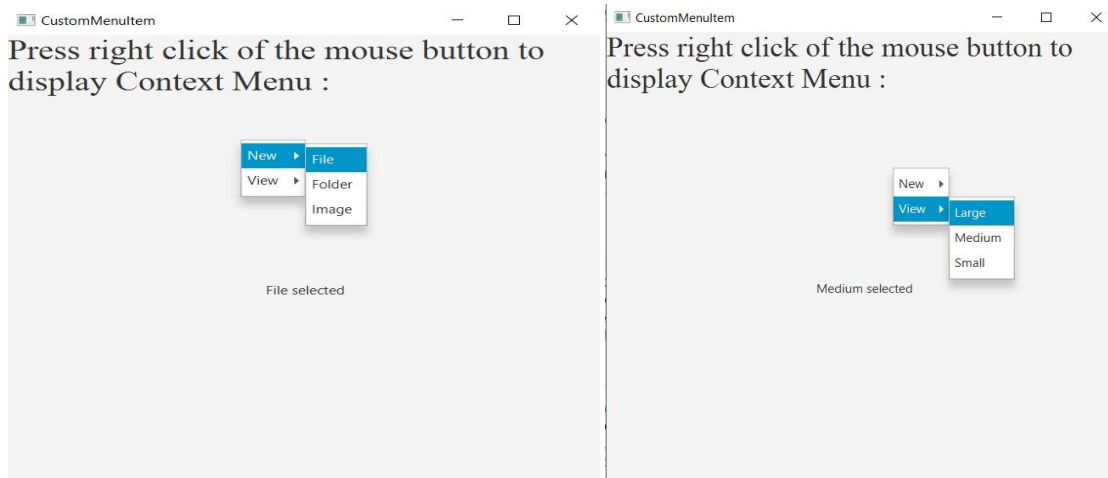 CustomMenuItem
Press right click of the mouse button to
display Context Menu :
New
File
View
Folder
Image
File selected
CustomMenuItem
Press right click of the mouse button to
display Context Menu :
New
View
Large
Medium
Small
Medium selected